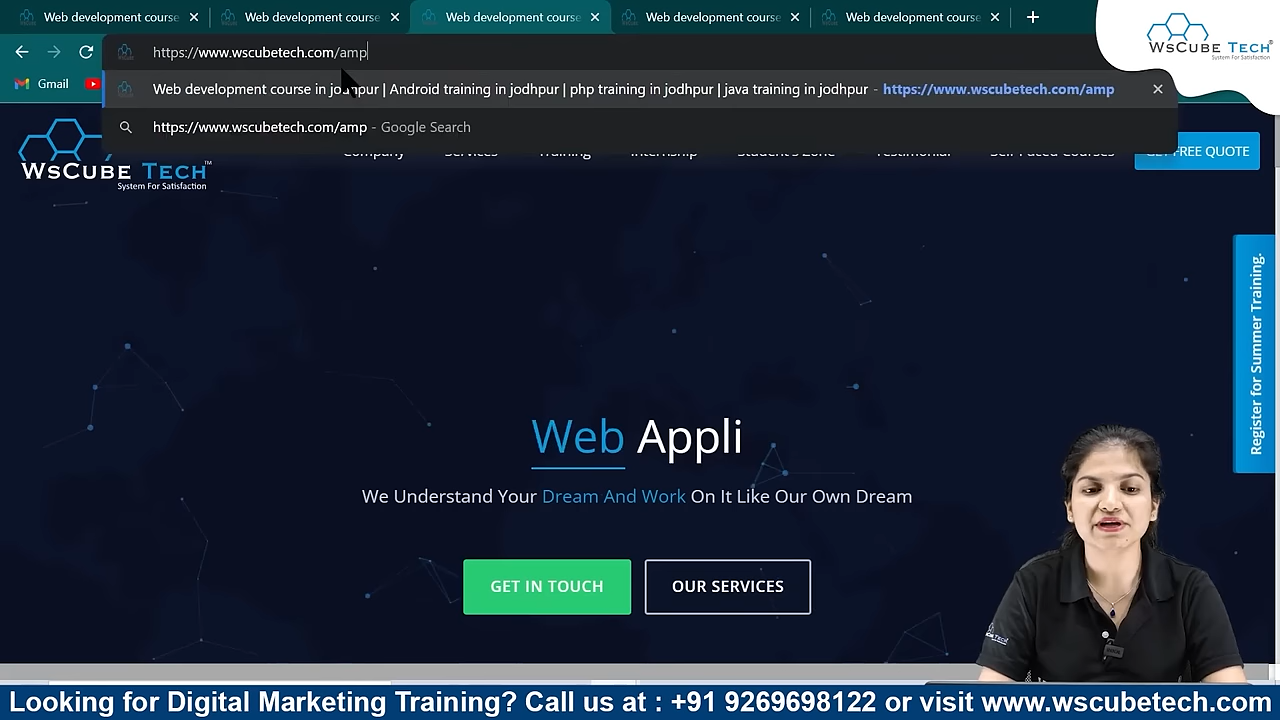 Web development course
Web development course
Web development course
Web development course
Web development course
https://www.wscubetech.com/amp
WSCUBE TECH
System For Satisfaction
Gmail
Web development course in jodhpur | Android training in jodhpur | php training in jodhpur | java training in jodhpur - https://www.wscubetech.com/amp
https://www.wscubetech.com/amp - Google Search
WSCUBE TECH™
System For Satisfaction
Company Services Training Internship Student's Zone Testimonial Self Paced Courses GET FREE QUOTE
Register for Summer Training.
Web Appli
We Understand Your Dream And Work On It Like Our Own Dream
GET IN TOUCH
OUR SERVICES
Looking for Digital Marketing Training? Call us at : +91 9269698122 or visit www.wscubetech.com